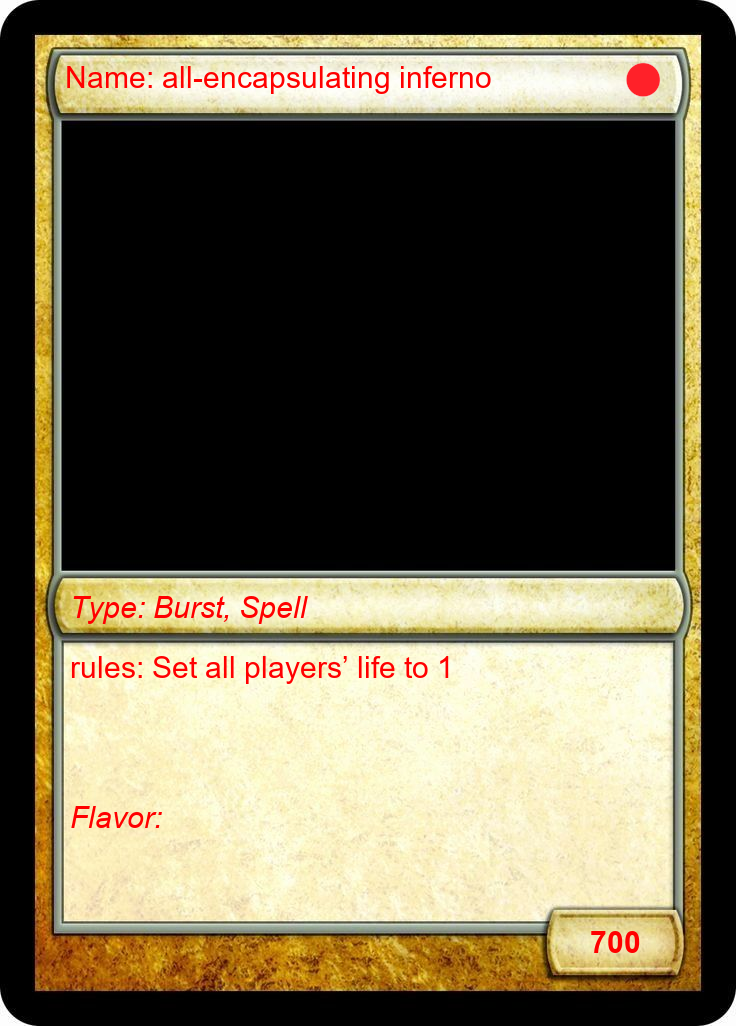 Name: all-encapsulating inferno
Type: Burst, Spell
rules: Set all players’ life to 1
Flavor:
700